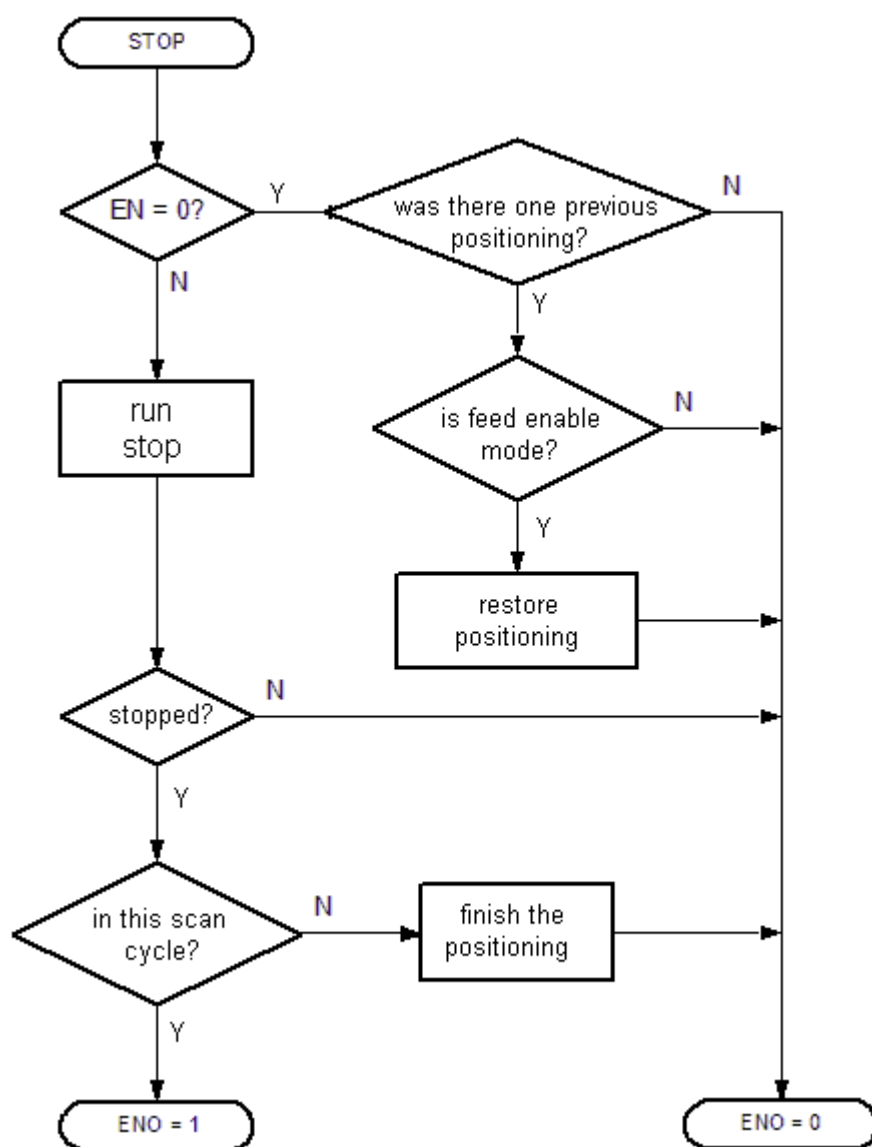 STOP
EN = 0?
Y
was there one previous
positioning?
N
N
Y
run
stop
is feed enable
mode?
N
Y
restore
positioning
stopped?
N
Y
in this scan
cycle?
N
finish the
positioning
Y
ENO = 1
ENO = 0